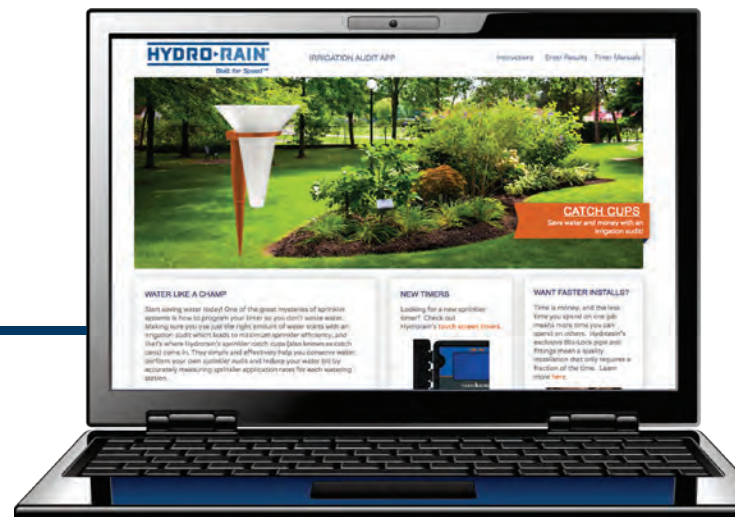 HYDRO-RAIN
Built for Speed™
IRRIGATION AUDIT APP
Instructions Enter Results Timer Manuals
CATCH CUPS
Save water and money with an
irrigation audit!
WATER LIKE A CHAMP
Start saving water today! One of the great mysteries of sprinkler
systems is how to program your timer so you don't waste water.
Making sure you use just the right amount of water starts with an
irrigation audit which leads to maximum sprinkler efficiency, and
that's where Hydrorain's sprinkler catch cups (also known as catch
cans) come in. They simply and effectively help you conserve water,
perform your own sprinkler audit and reduce your water bill by
accurately measuring sprinkler application rates for each watering
station.
NEW TIMERS
Looking for a new sprinkler
timer? Check out
Hydrorain's touch screen timers.
WANT FASTER INSTALLS?
Time is money, and the less
time you spend on one job
means more time you can
spend on others. Hydrorain's
exclusive Blu-Lock pipe and
fittings mean a quality
installation that only requires a
fraction of the time. Learn
more here.